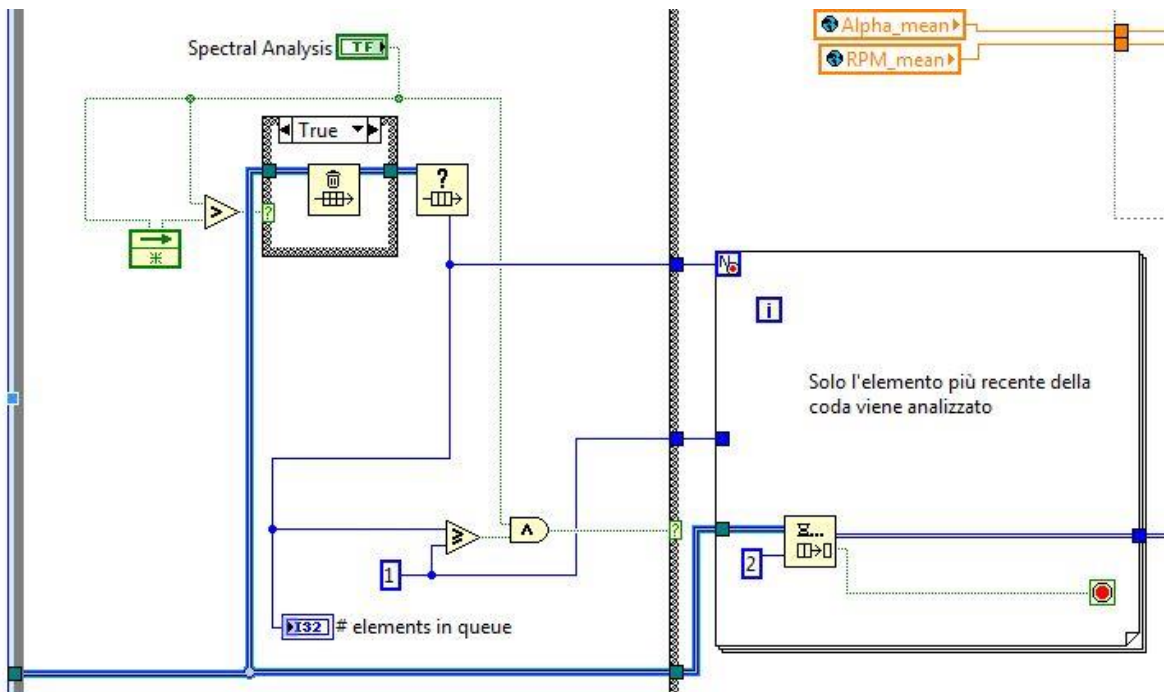 Alpha_mean
RPM_mean
Spectral Analysis TF
True
?
>
?
N
i
Solo l'elemento più recente della
coda viene analizzato
≥
∧
?
1
2
I32 # elements in queue